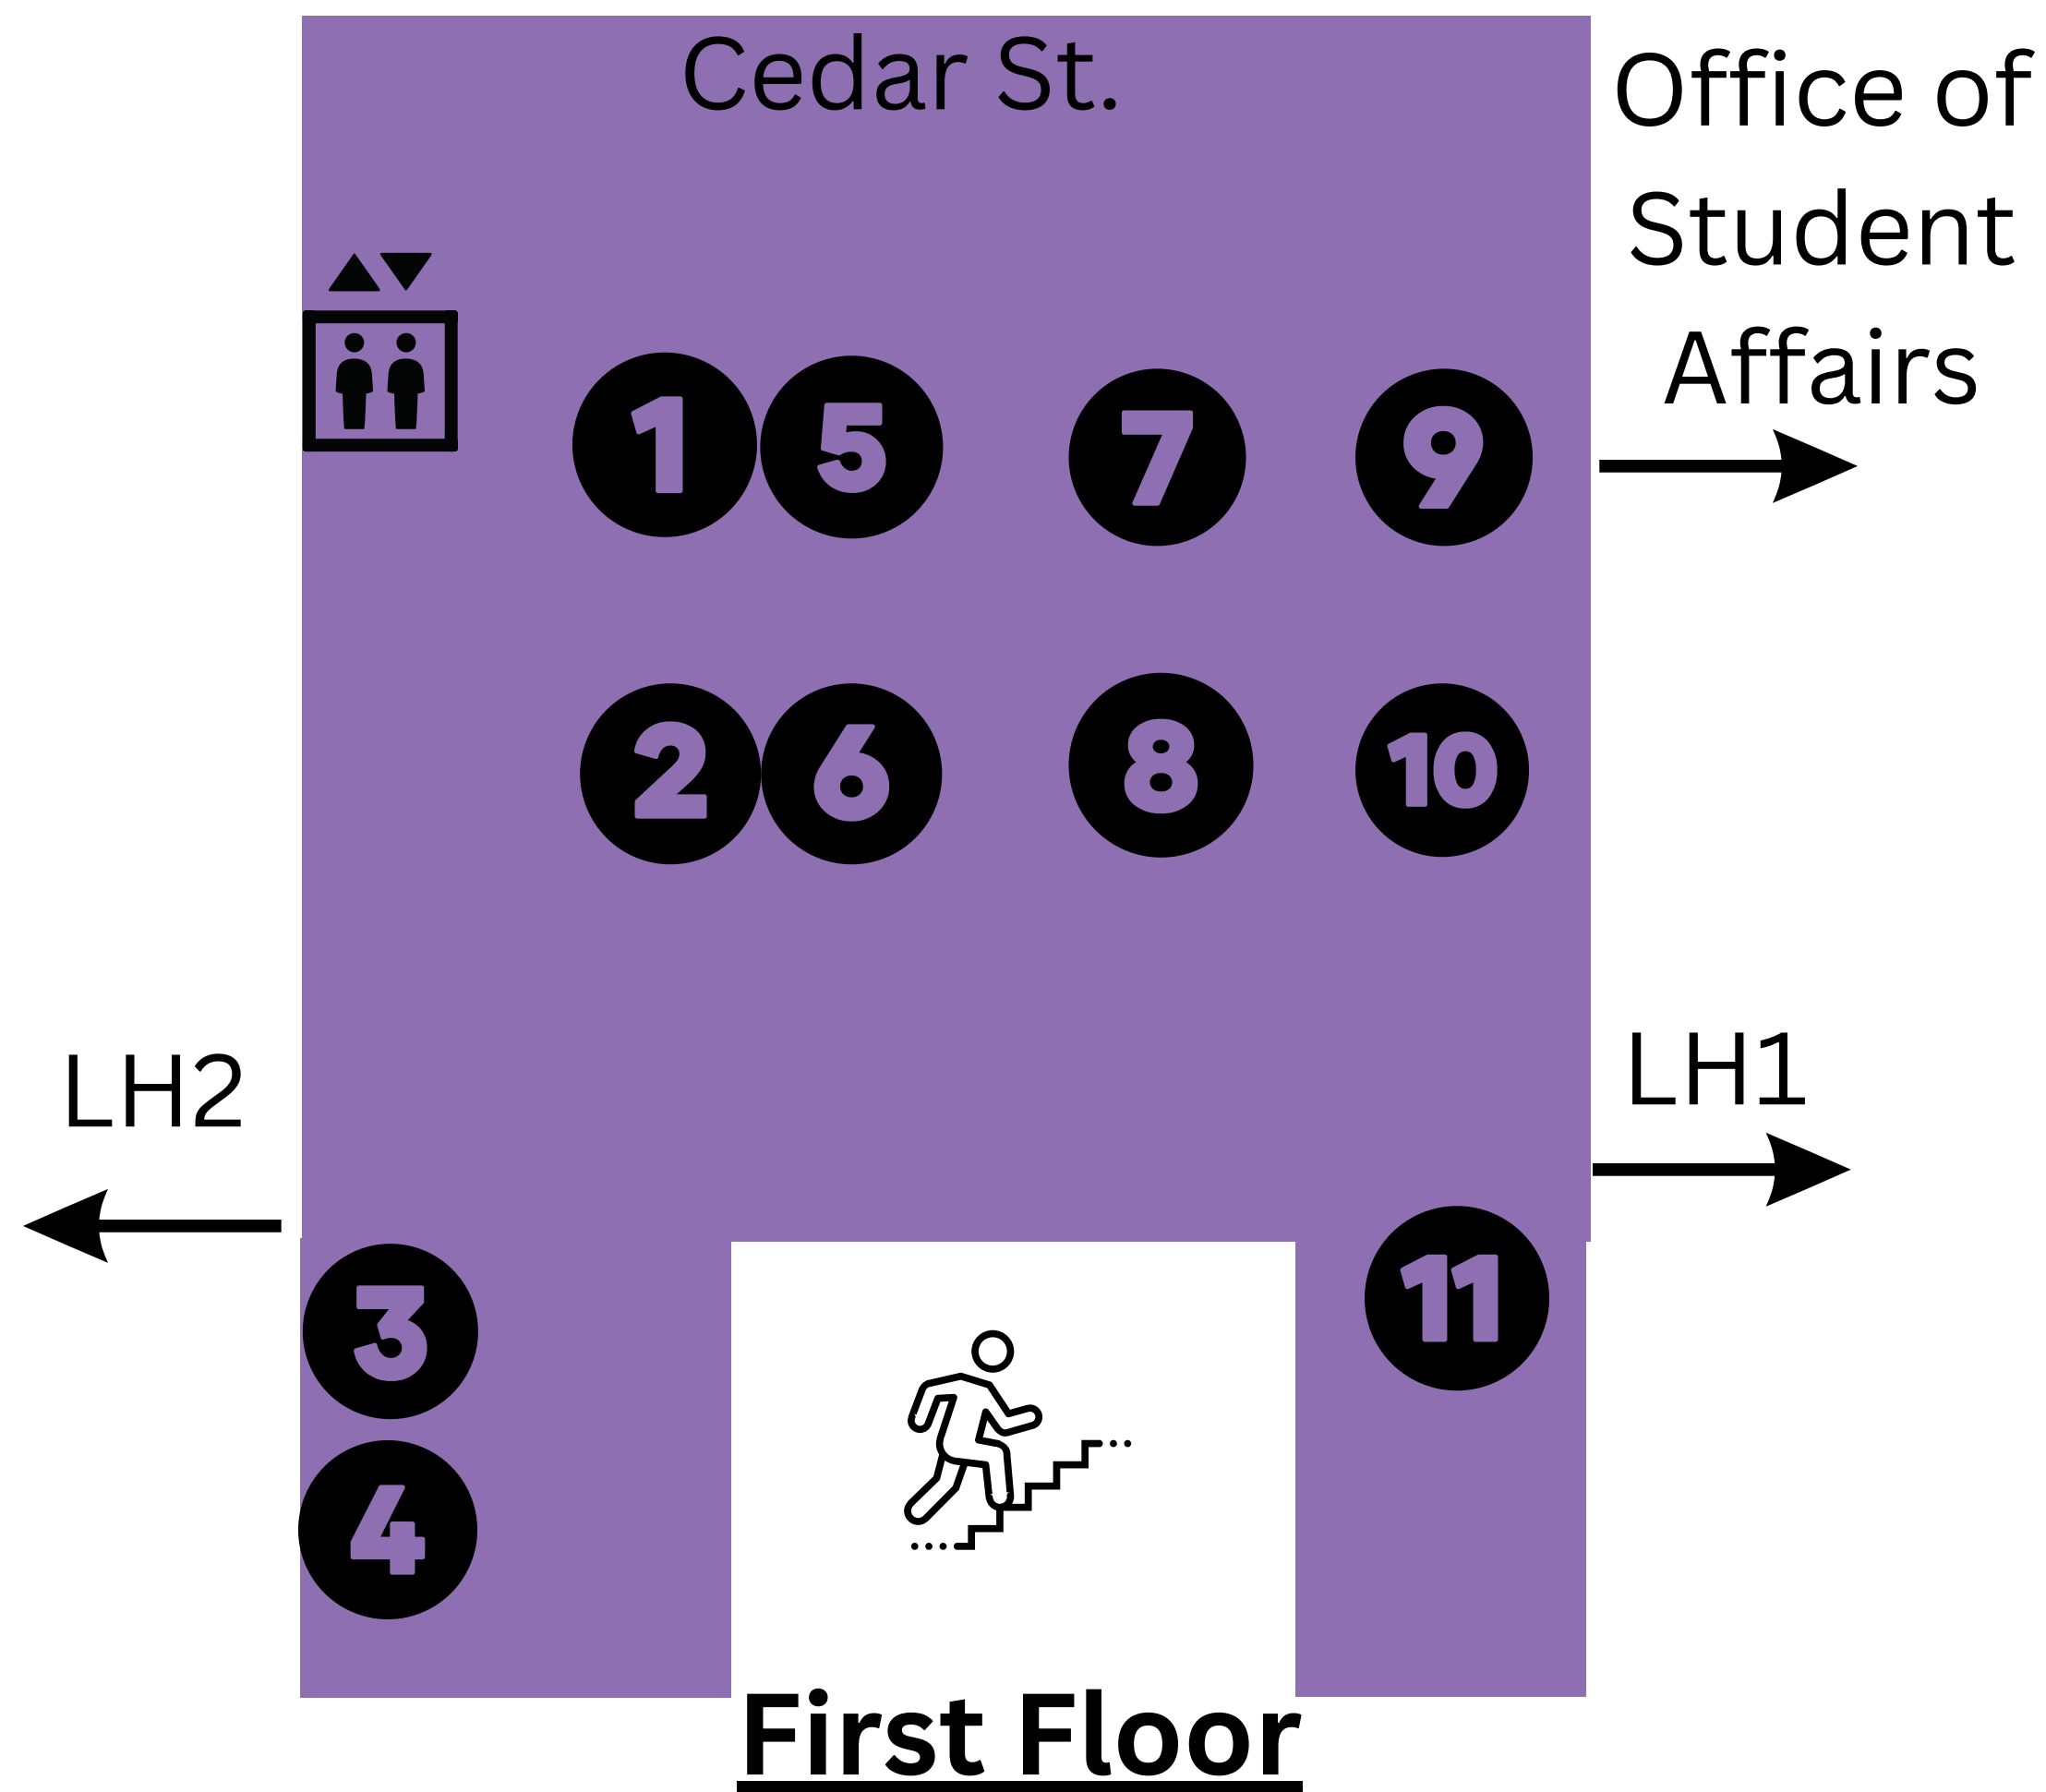 Cedar St.
Office of
Student
Affairs
1 5 7 9
2 6 8 10
LH2
LH1
3
11
4
First Floor